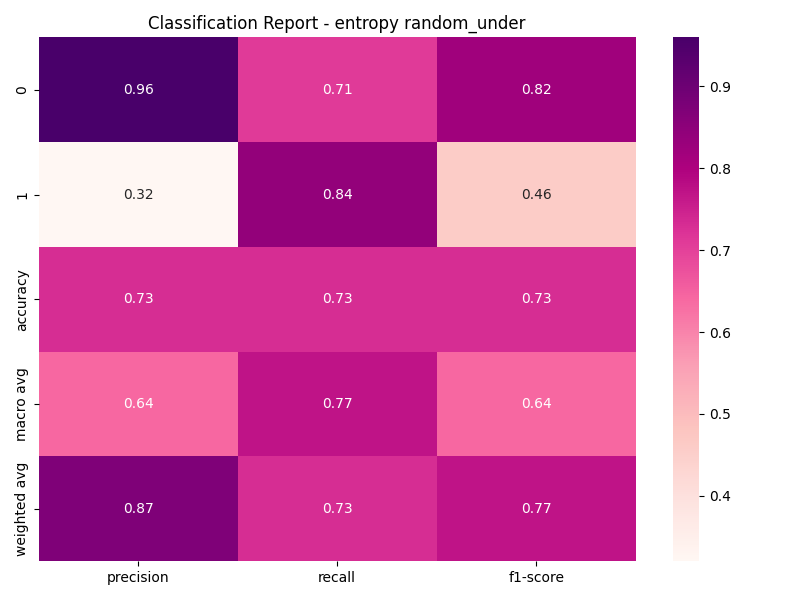 Classification Report - entropy random_under
0 0.96 0.71 0.82
1 0.32 0.84 0.46
accuracy 0.73 0.73 0.73
macro avg 0.64 0.77 0.64
weighted avg 0.87 0.73 0.77
precision recall f1-score
0.9
0.8
0.7
0.6
0.5
0.4